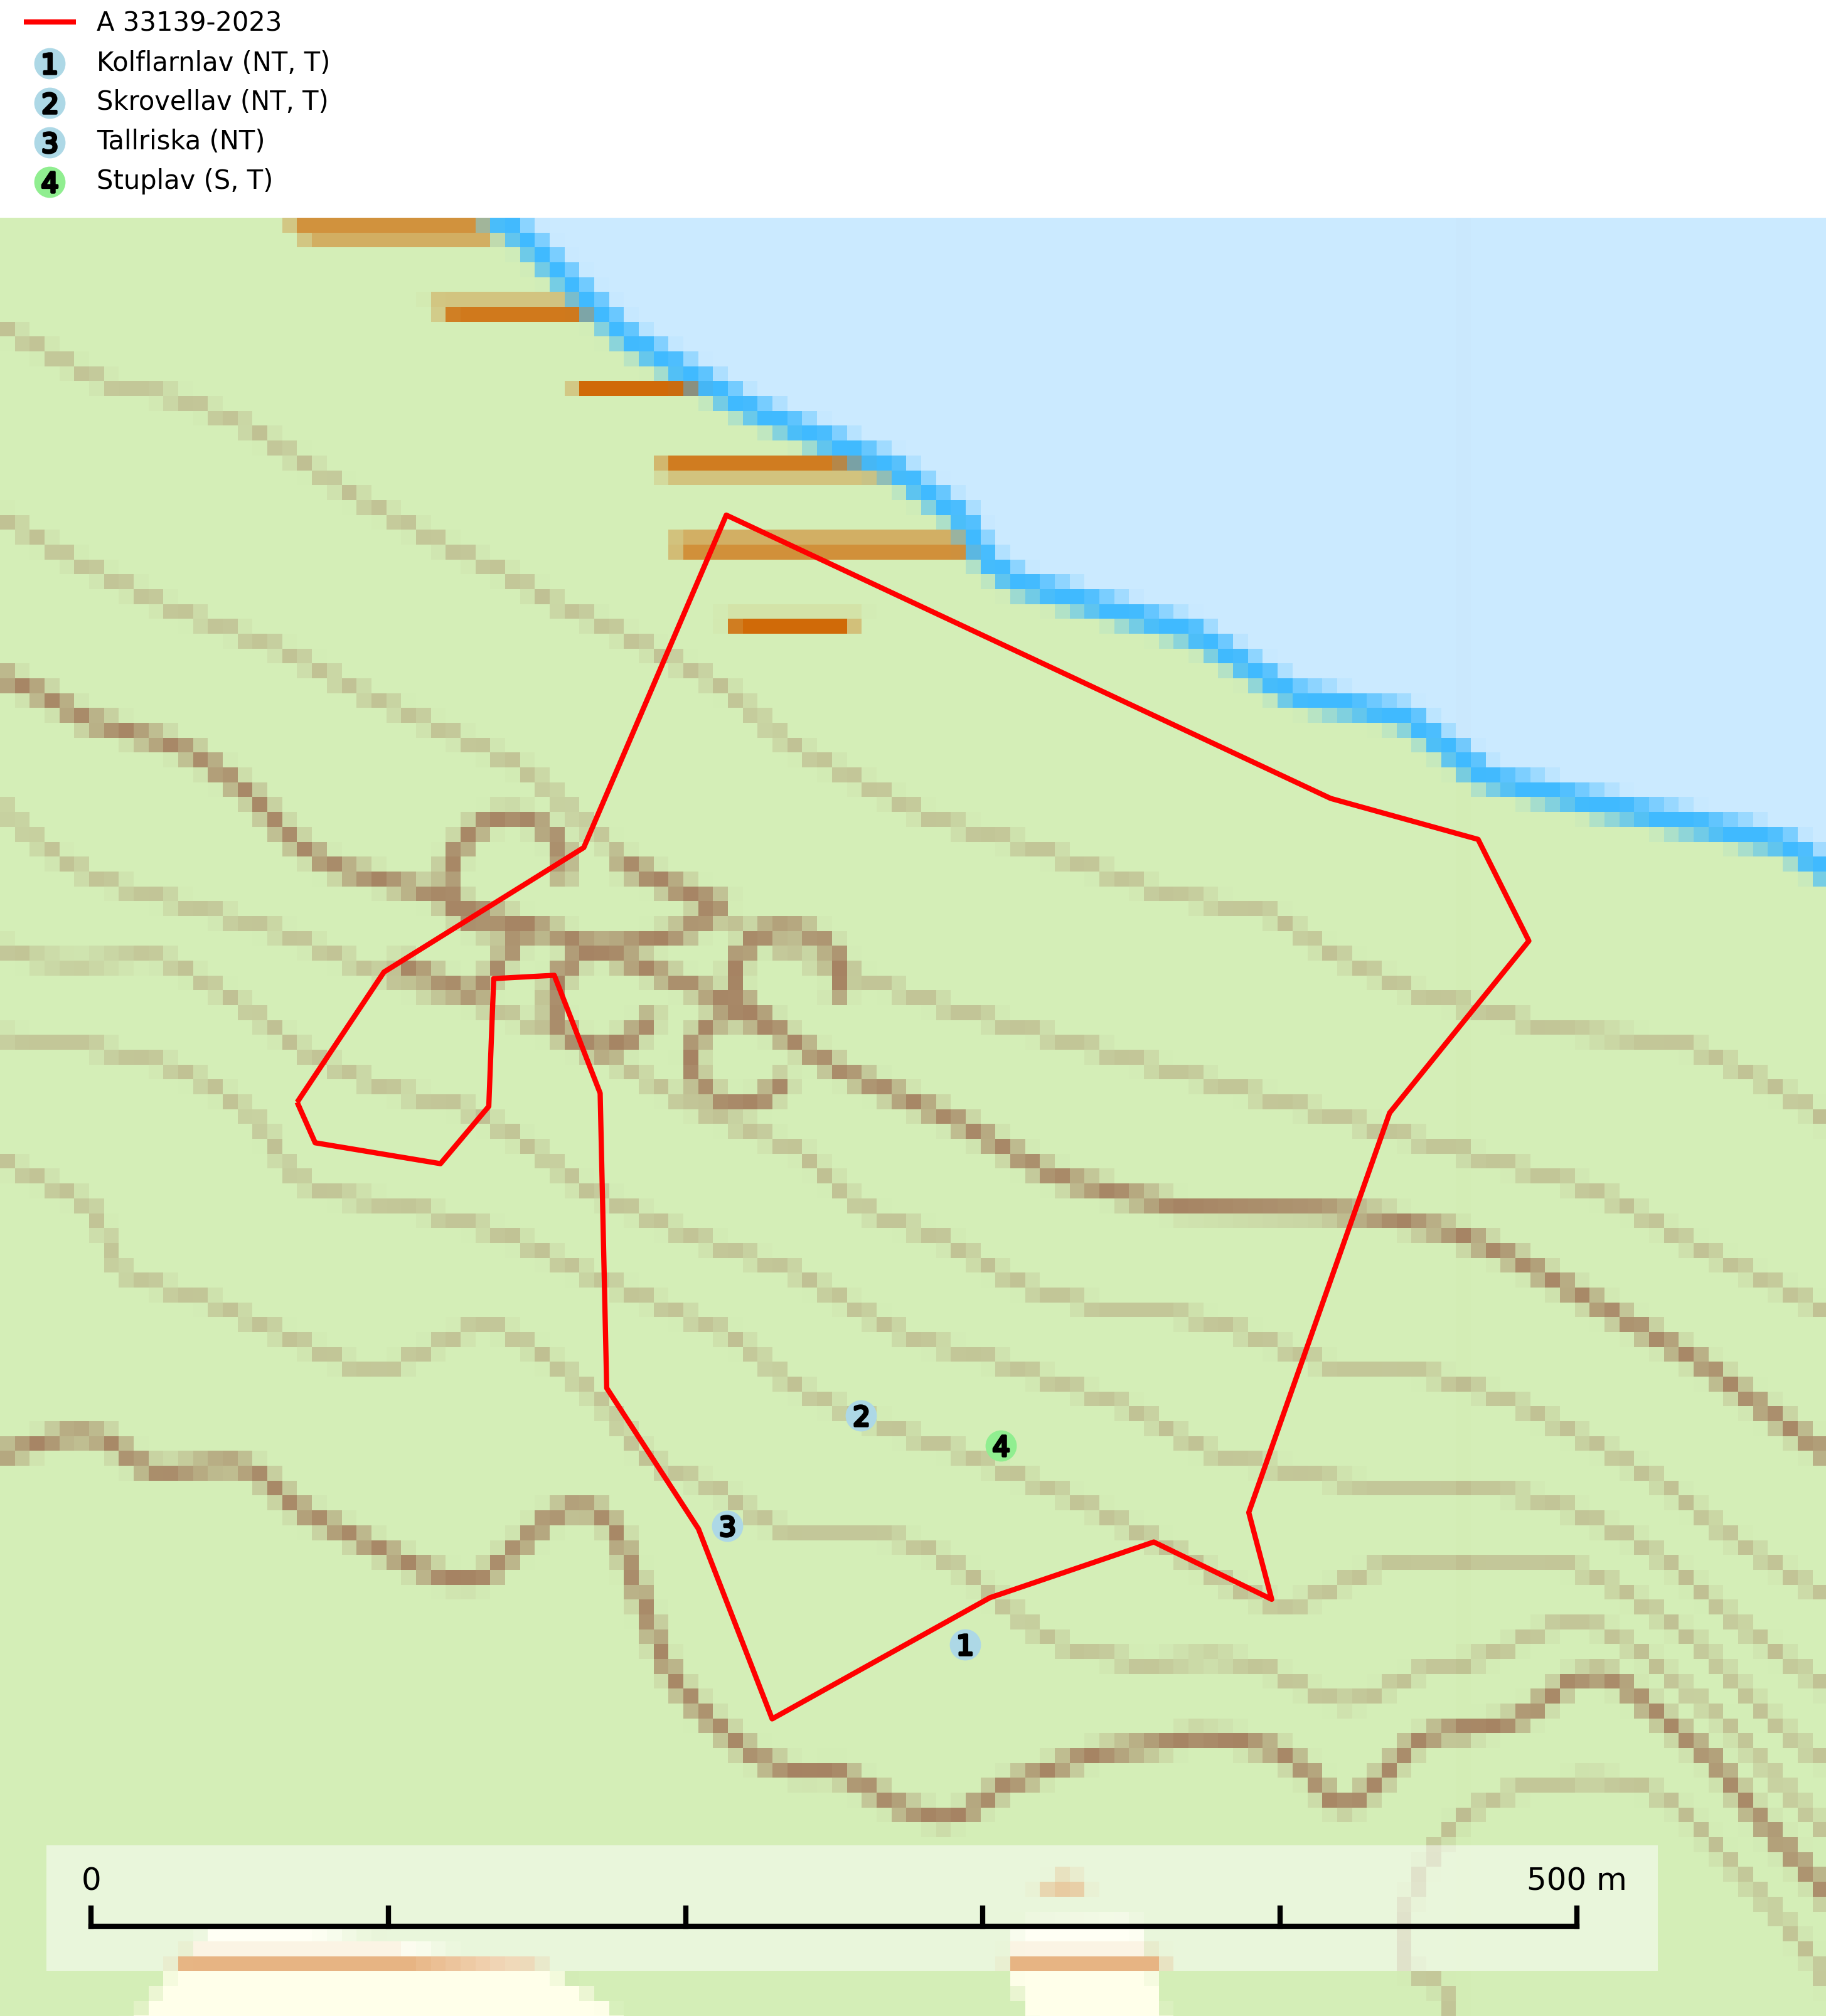 A 33139-2023
1 Kolflarnlav (NT, T)
2 Skrovellav (NT, T)
3 Tallriska (NT)
4 Stuplav (S, T)
2
4
3
1
0 500 m